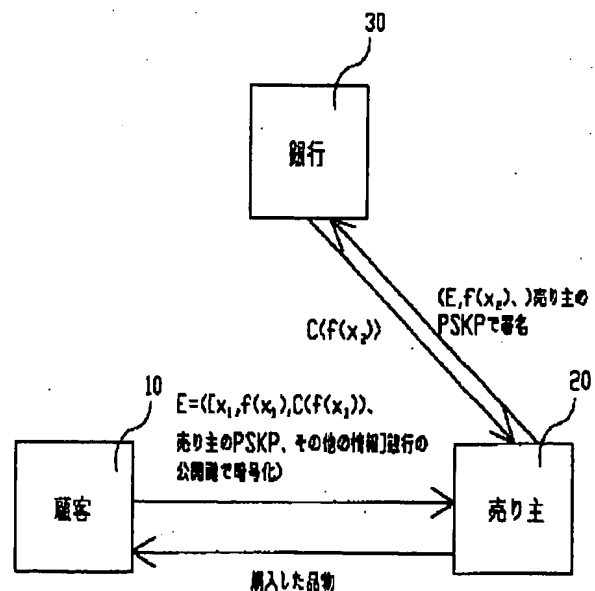 30
銀行
(E,f(x₂)、)売り主の
PSKPで署名
C(f(x₂))
20
10
E=([x₁,f(x₁),C(f(x₁))、
売り主のPSKP、その他の情報]銀行の
公開鍵で暗号化)
顧客
売り主
購入した品物